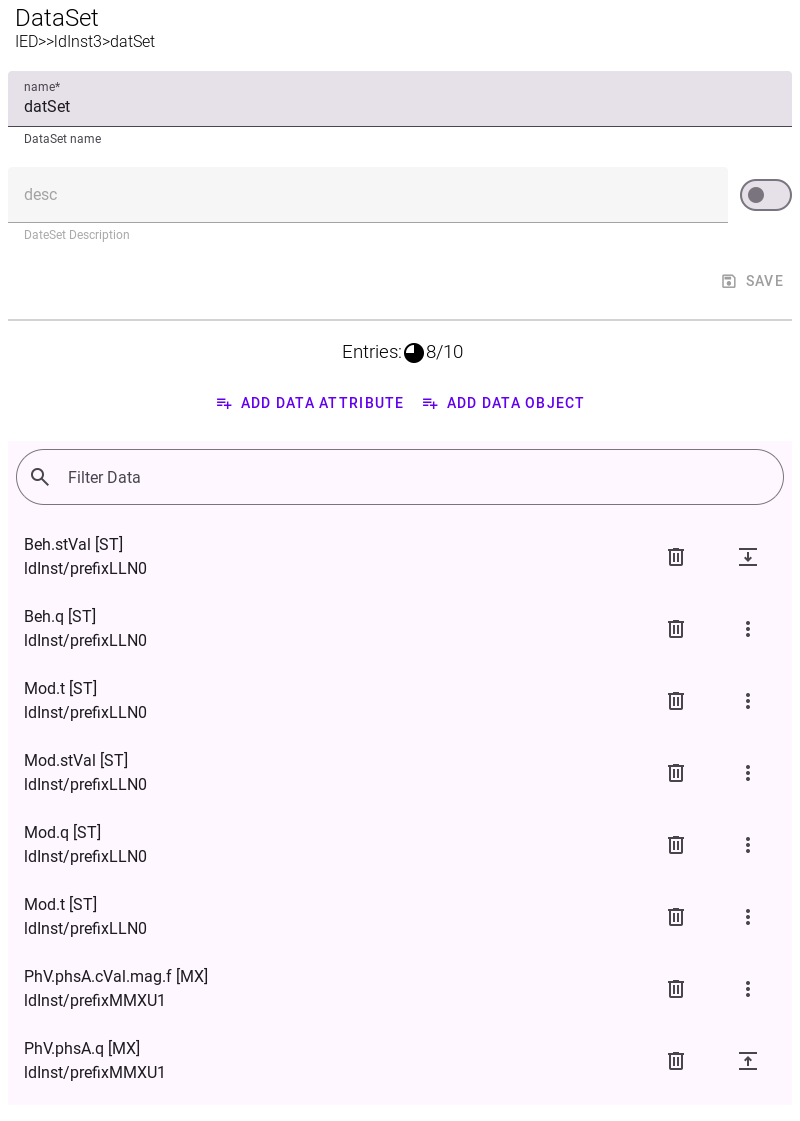 DataSet
IED>>ldInst3>datSet
name*
datSet
DataSet name
desc
DateSet Description
SAVE
Entries: 8/10
ADD DATA ATTRIBUTE ADD DATA OBJECT
Filter Data
Beh.stVal [ST]
ldInst/prefixLLN0
Beh.q [ST]
ldInst/prefixLLN0
Mod.t [ST]
ldInst/prefixLLN0
Mod.stVal [ST]
ldInst/prefixLLN0
Mod.q [ST]
ldInst/prefixLLN0
Mod.t [ST]
ldInst/prefixLLN0
PhV.phsA.cVal.mag.f [MX]
ldInst/prefixMMXU1
PhV.phsA.q [MX]
ldInst/prefixMMXU1